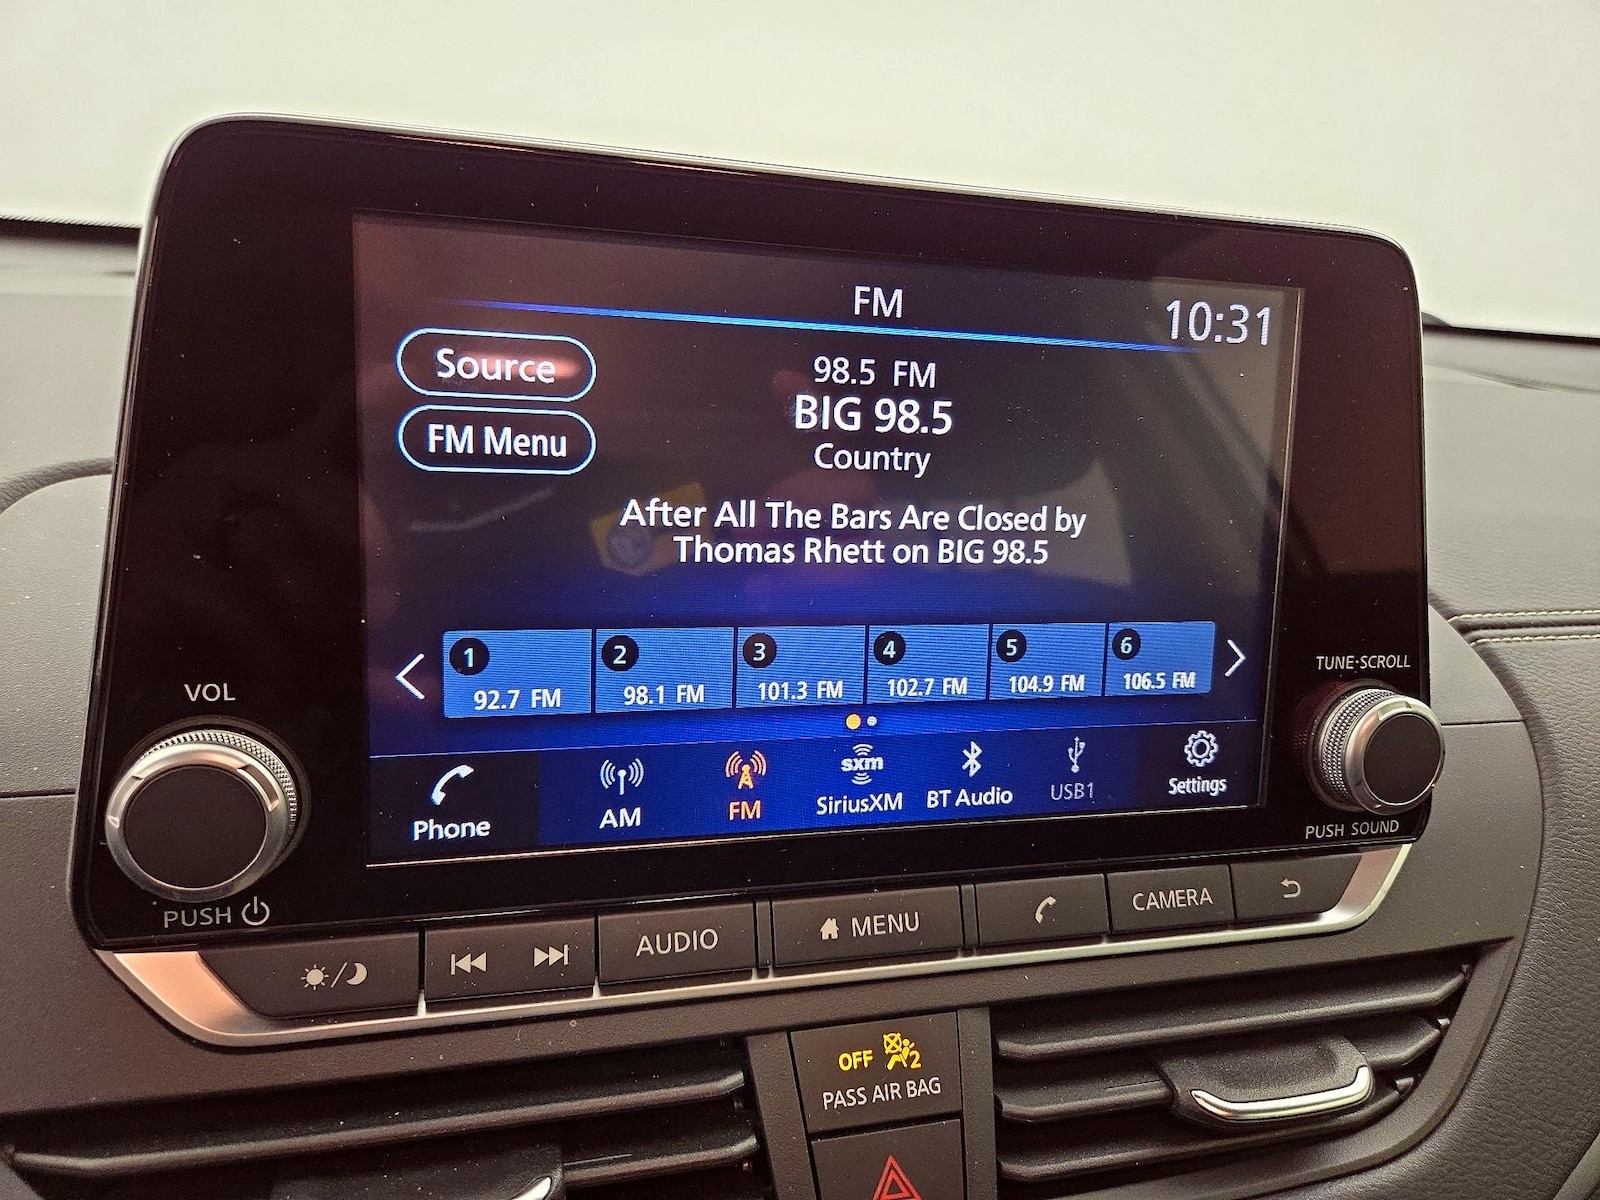 FM
10:31
Source
FM Menu
98.5 FM
BIG 98.5
Country
After All The Bars Are Closed by
Thomas Rhett on BIG 98.5
1
92.7 FM
2
98.1 FM
3
101.3 FM
4
102.7 FM
5
104.9 FM
6
106.5 FM
Phone
AM
FM
sxm
SiriusXM
BT Audio
USB1
Settings
VOL
PUSH
TUNE·SCROLL
PUSH SOUND
AUDIO
MENU
CAMERA
OFF 2
PASS AIR BAG